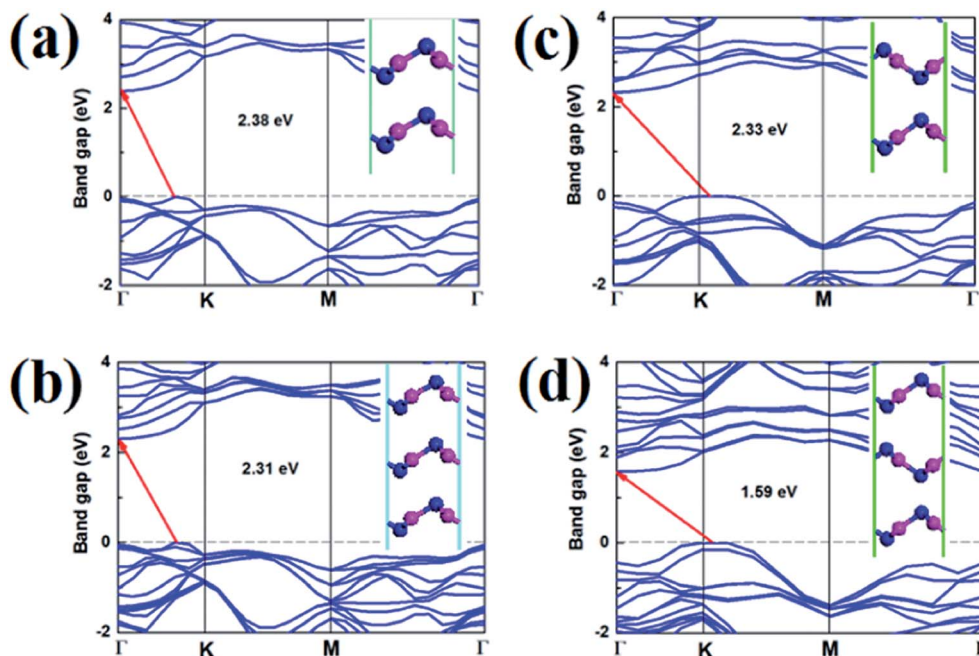 (a)
Band gap (eV)
4
2
0
-2
2.38 eV
Γ
K
M
Γ
(c)
Band gap (eV)
4
2
0
-2
2.33 eV
Γ
K
M
Γ
(b)
Band gap (eV)
4
2
0
-2
2.31 eV
Γ
K
M
Γ
(d)
Band gap (eV)
4
2
0
-2
1.59 eV
Γ
K
M